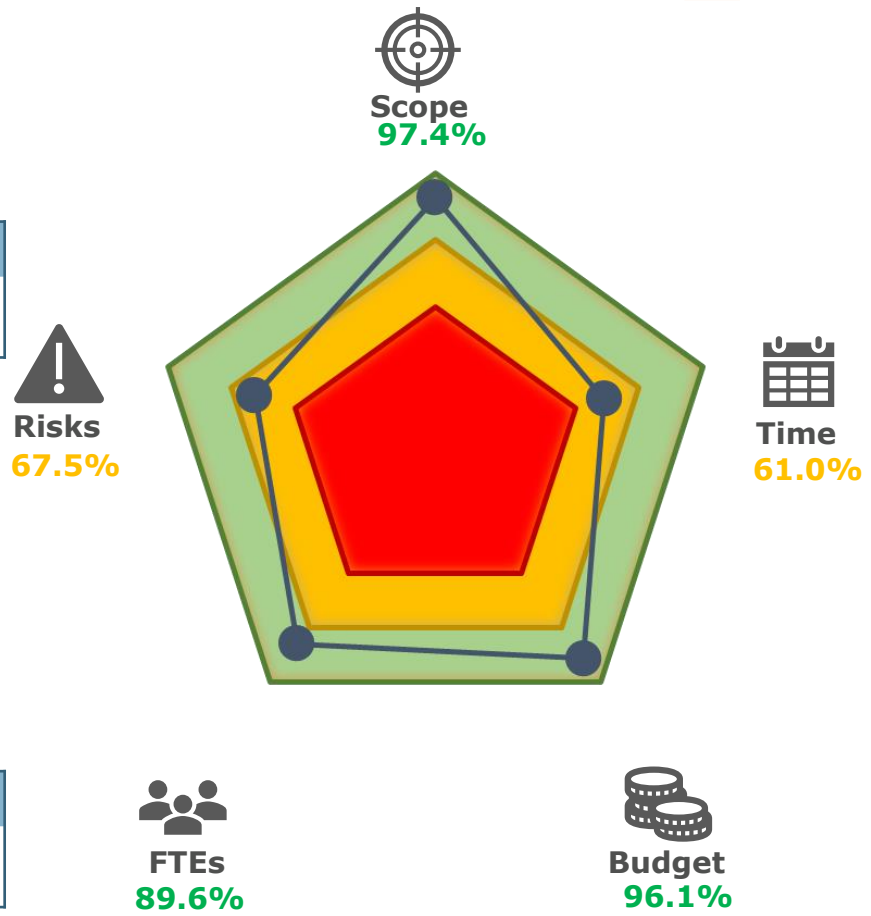 Scope
97.4%
Risks
67.5%
Time
61.0%
FTEs
89.6%
Budget
96.1%